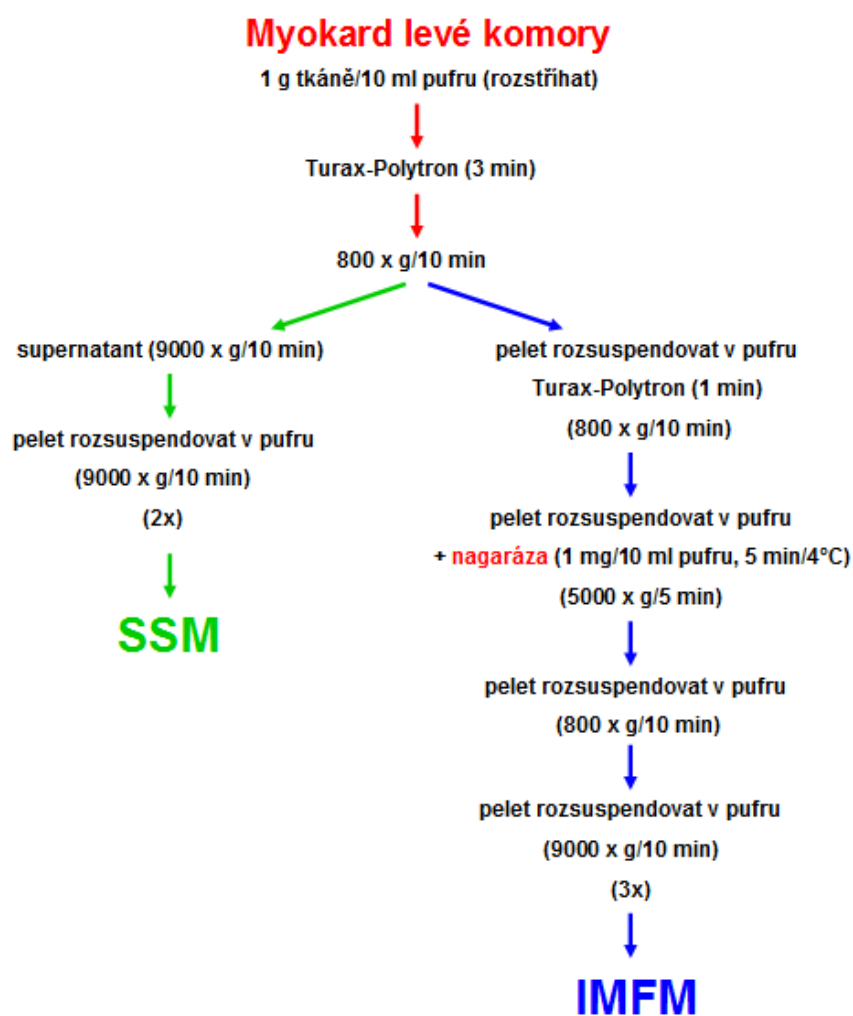 Myokard levé komory
1 g tkáně/10 ml pufru (rozstříhat)
Turax-Polytron (3 min)
800 x g/10 min
supernatant (9000 x g/10 min)
pelet rozsuspendovat v pufru
(9000 x g/10 min)
(2x)
SSM
pelet rozsuspendovat v pufru
Turax-Polytron (1 min)
(800 x g/10 min)
pelet rozsuspendovat v pufru
+ nagaráza (1 mg/10 ml pufru, 5 min/4°C)
(5000 x g/5 min)
pelet rozsuspendovat v pufru
(800 x g/10 min)
pelet rozsuspendovat v pufru
(9000 x g/10 min)
(3x)
IMFM